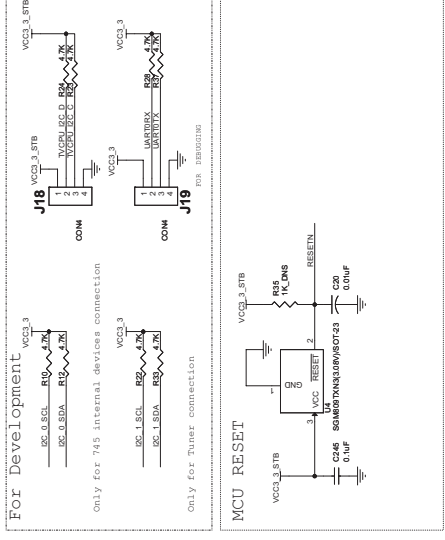 For Development
VCC3_3
I2C_0_SCL R10 4.7K
I2C_0_SDA R12 4.7K
Only for 745 internal devices connection
VCC3_3
I2C_1_SCL R22 4.7K
I2C_1_SDA R33 4.7K
Only for Tuner connection
J18
CON4
1
2
3
4
VCC3_3_STB
VCC3_3_STB
TVCPU_I2C_D R24 4.7K
TVCPU_I2C_C R23 4.7K
J19
CON4
1
2
3
4
VCC3_3
VCC3_3
UART0RX R28 4.7K
UART0TX R37 4.7K
FOR DEBUGGING
MCU RESET
VCC3_3_STB
C245
0.1uF
3 VCC
GND 1
RESET 2
U4
SGM809TXN3(3.08V)/SOT-23
VCC3_3_STB
R35
1K_DNS
RESETN
C20
0.01uF